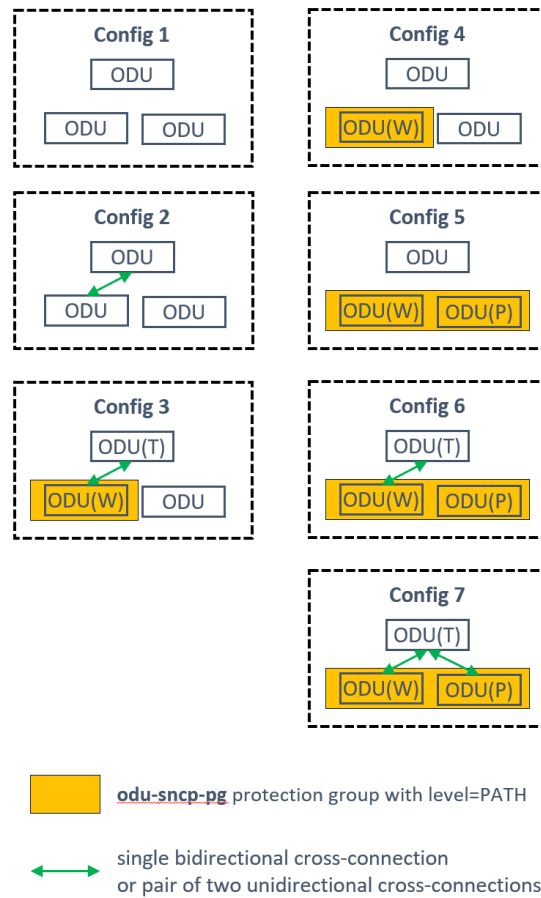 Config 1
ODU
ODU ODU
Config 2
ODU
ODU ODU
Config 3
ODU(T)
ODU(W) ODU
Config 4
ODU
ODU(W) ODU
Config 5
ODU
ODU(W) ODU(P)
Config 6
ODU(T)
ODU(W) ODU(P)
Config 7
ODU(T)
ODU(W) ODU(P)
odu-sncp-pg protection group with level=PATH
single bidirectional cross-connection
or pair of two unidirectional cross-connections